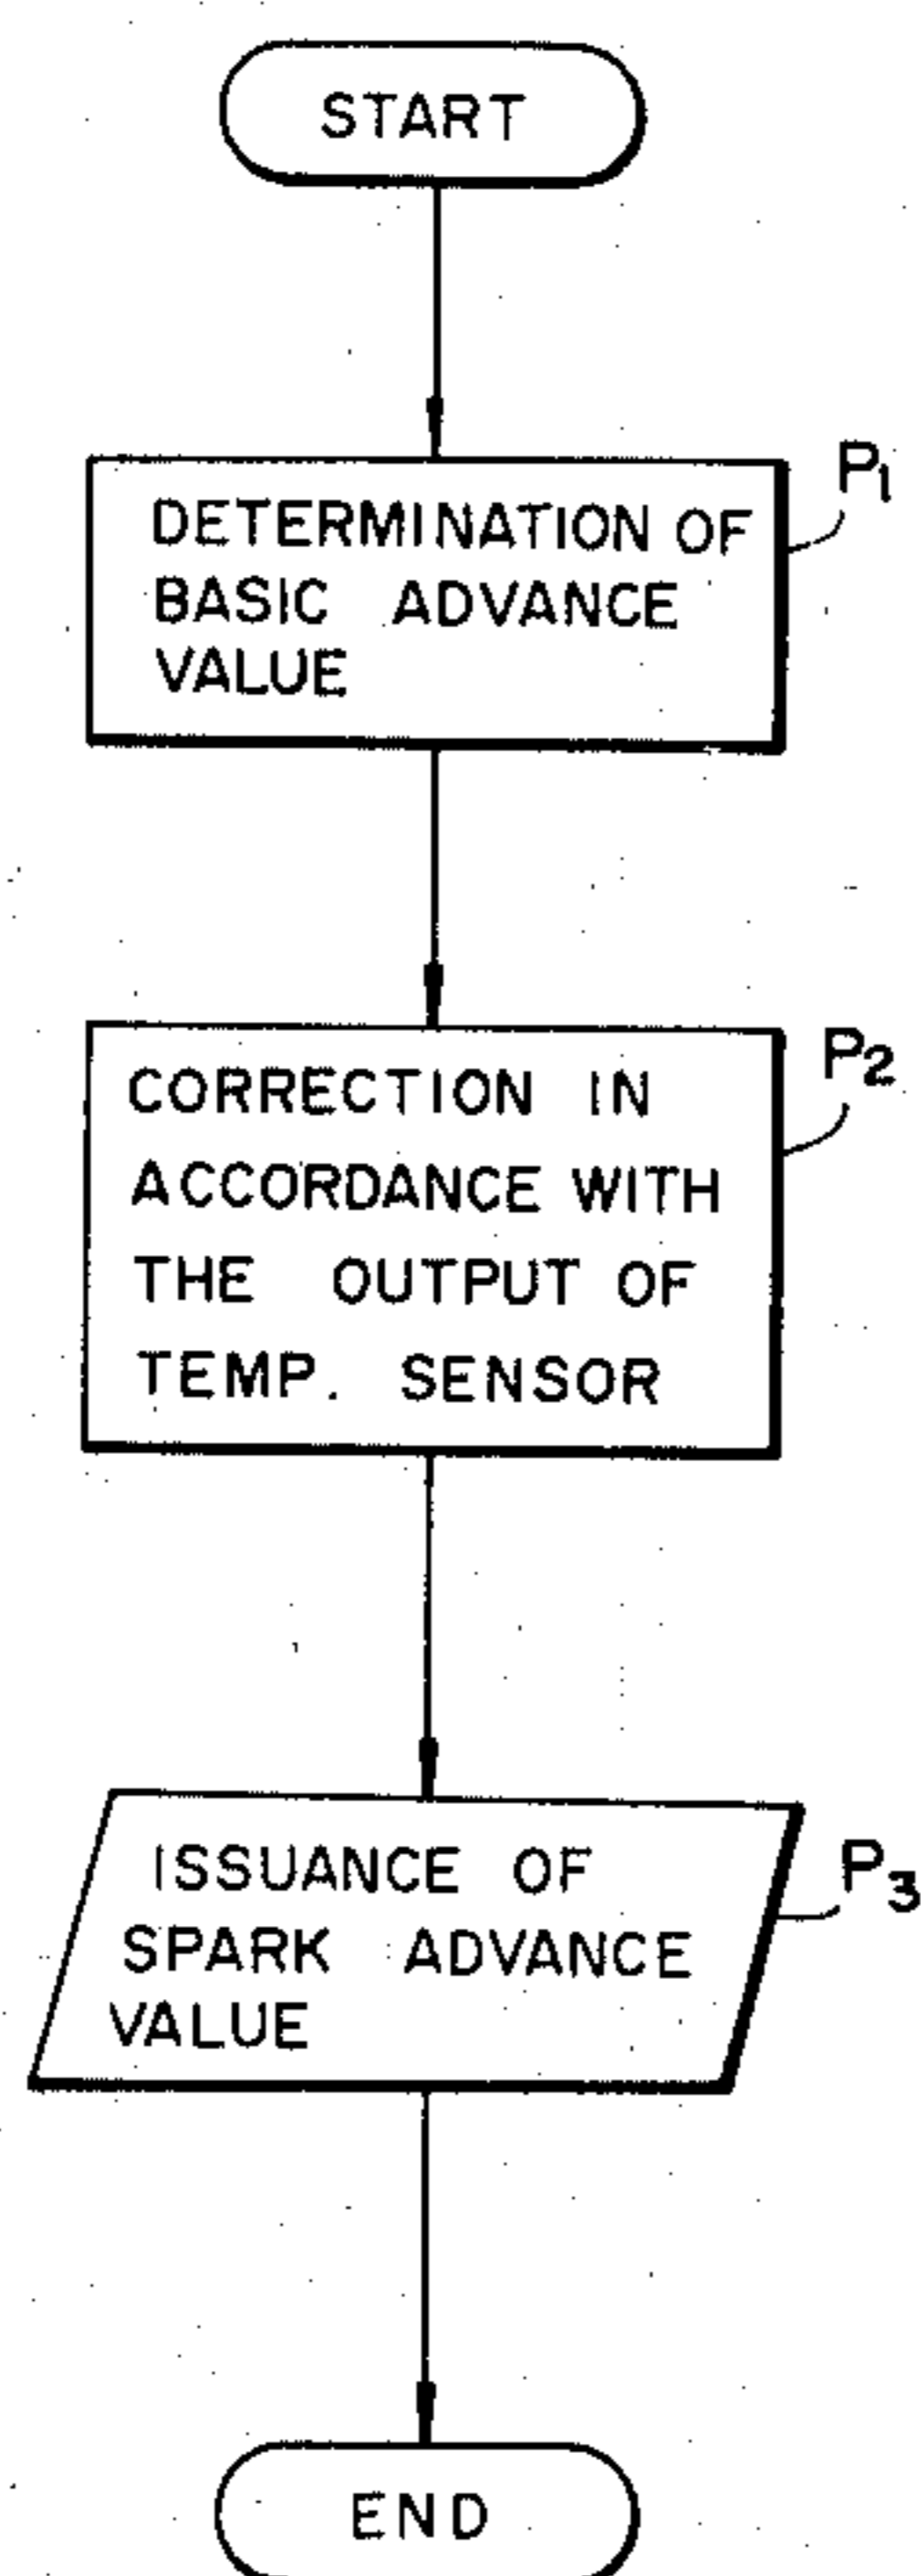 START
P1
DETERMINATION OF
BASIC ADVANCE
VALUE
P2
CORRECTION IN
ACCORDANCE WITH
THE OUTPUT OF
TEMP. SENSOR
P3
ISSUANCE OF
SPARK ADVANCE
VALUE
END